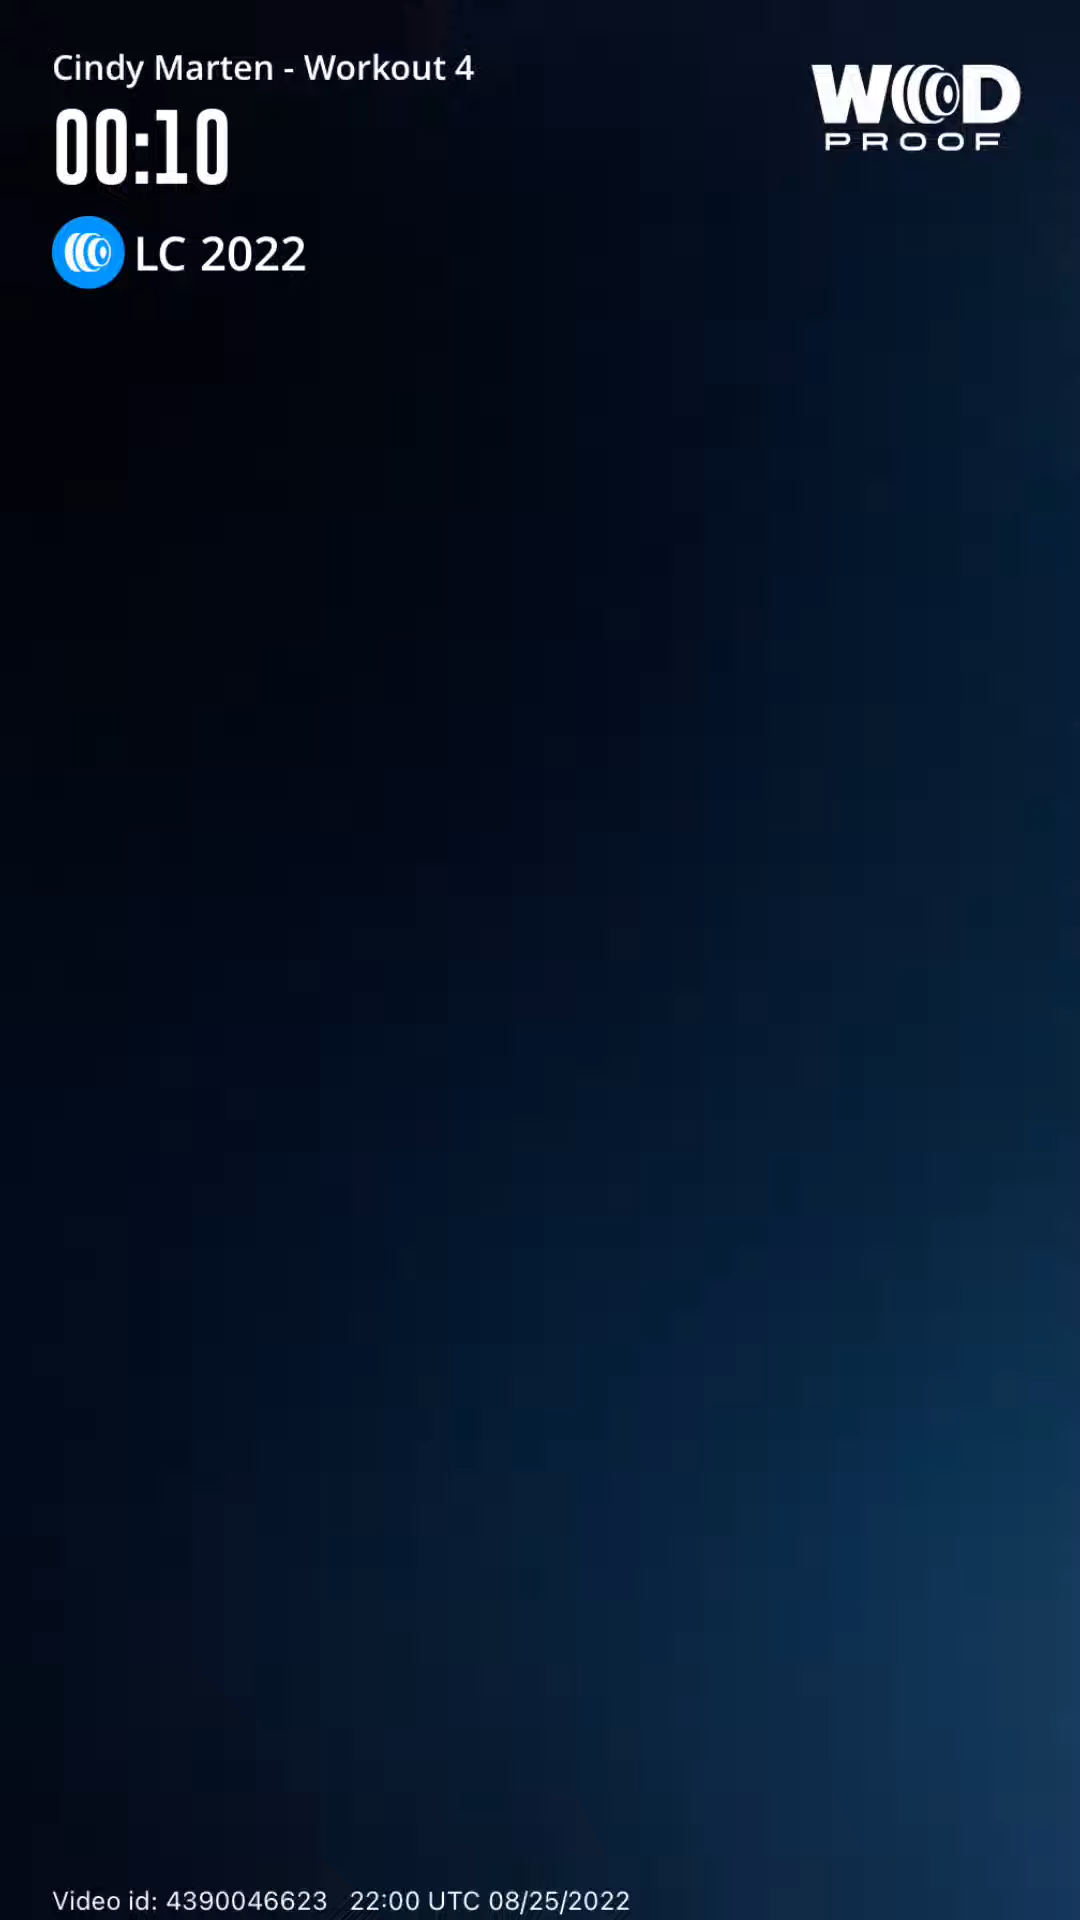 Cindy Marten - Workout 4
WOD
PROOF
00:10
LC 2022
Video id: 4390046623 22:00 UTC 08/25/2022